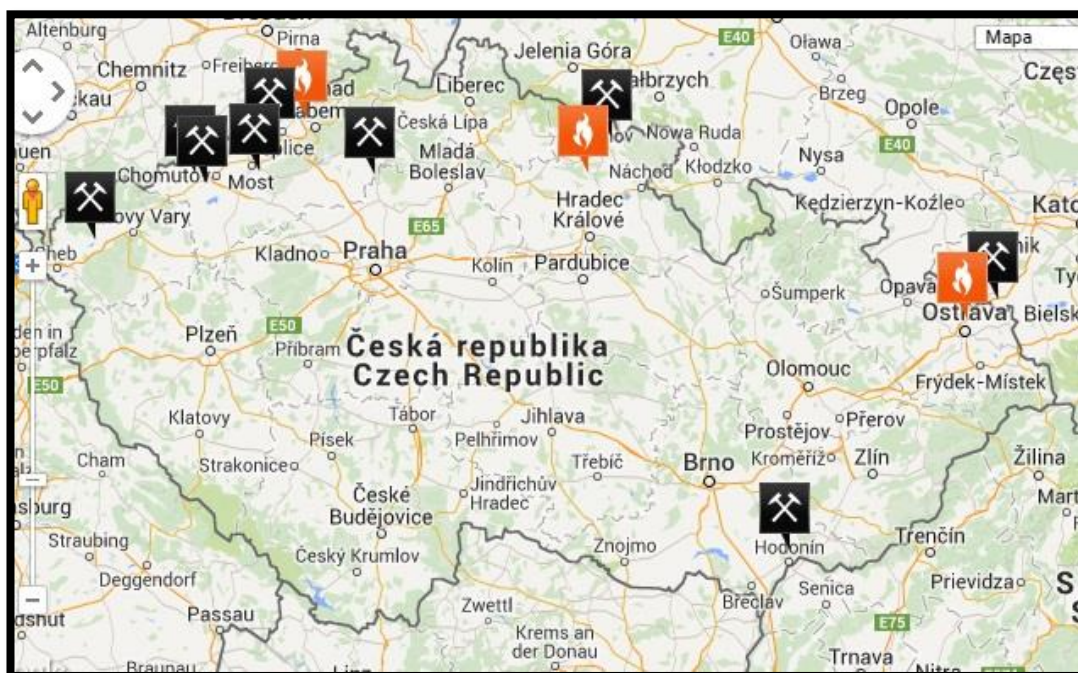 Altenburg
Pirna
Chemnitz
Freiberg
Liberec
Jelenia Góra
E40
Oława
Mapa
Brzeg
Opole
Česká Lípa
Nowa Ruda
E40
Chomutov
Most
Mladá
Boleslav
Náchod
Kłodzko
Nysa
Hradec
Králové
Kędzierzyn-Koźle
E65
Kladno
Praha
Kolín
Pardubice
Šumperk
Opava
Ostrava
Bielsk
E50
Plzeň
Příbram
Česká republika
Czech Republic
Olomouc
Frýdek-Místek
E50
Klatovy
Tábor
Jihlava
Přerov
Písek
Pelhřimov
Prostějov
Cham
Strakonice
Třebíč
Brno
Kroměříž
Zlín
Žilina
Jindřichův
Hradec
České
Budějovice
Straubing
Český Krumlov
Znojmo
Hodonín
Trenčín
Deggendorf
Břeclav
Senica
Prievidza
Passau
Zwettl
E75
Krems an
der Donau
Trnava